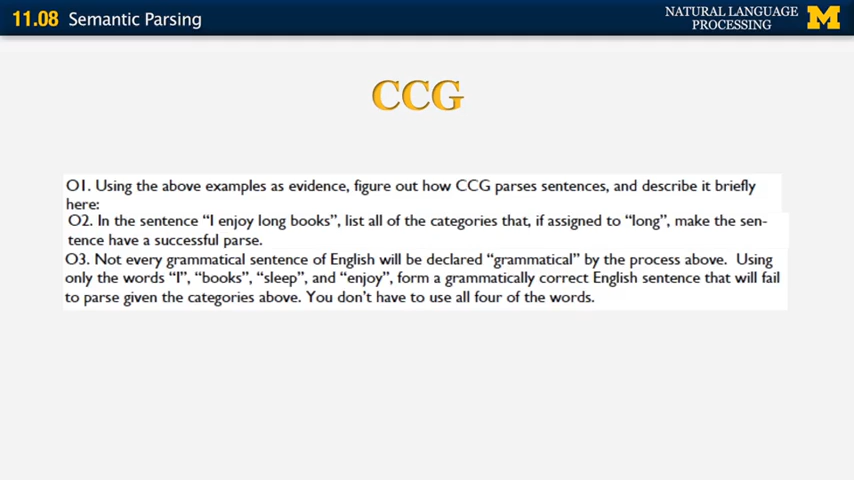 11.08 Semantic Parsing
NATURAL LANGUAGE
PROCESSING
M
CCG
O1. Using the above examples as evidence, figure out how CCG parses sentences, and describe it briefly
here:
O2. In the sentence “I enjoy long books”, list all of the categories that, if assigned to “long”, make the sen-
tence have a successful parse.
O3. Not every grammatical sentence of English will be declared “grammatical” by the process above. Using
only the words “I”, “books”, “sleep”, and “enjoy”, form a grammatically correct English sentence that will fail
to parse given the categories above. You don’t have to use all four of the words.